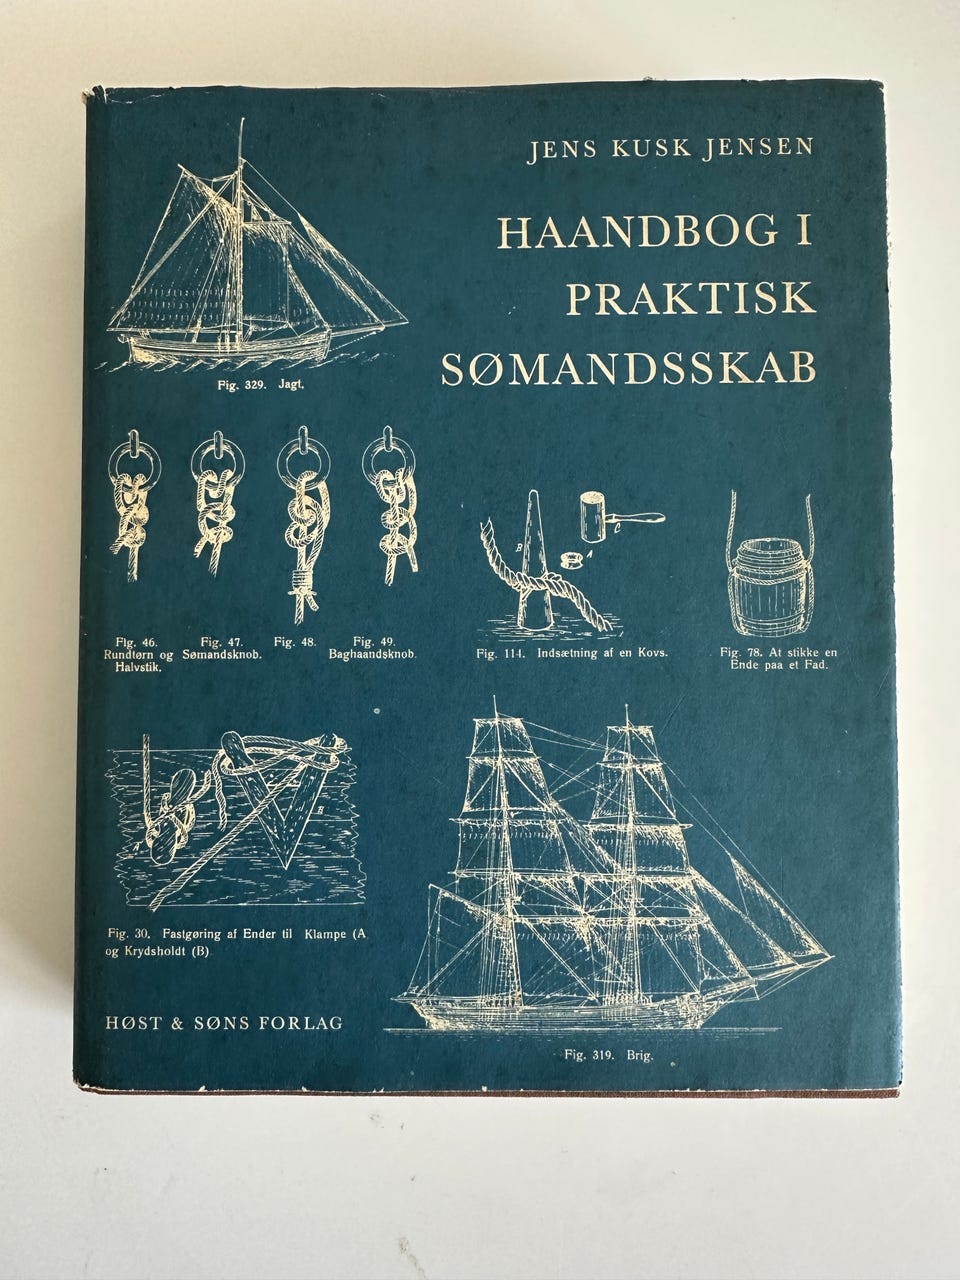 JENS KUSK JENSEN
HAANDBOG I
PRAKTISK
SØMANDSSKAB
Fig. 329. Jagt.
Fig. 46.
Rundtørn og
Halvstik.
Fig. 47.
Sømandsknob.
Fig. 48.
Fig. 49.
Baghaandsknob.
B
C
A
Fig. 114. Indsætning af en Kovs.
Fig. 78. At stikke en
Ende paa et Fad.
A
B
Fig. 30. Fastgøring af Ender til Klampe (A
og Krydsholdt (B)
HØST & SØNS FORLAG
Fig. 319. Brig.